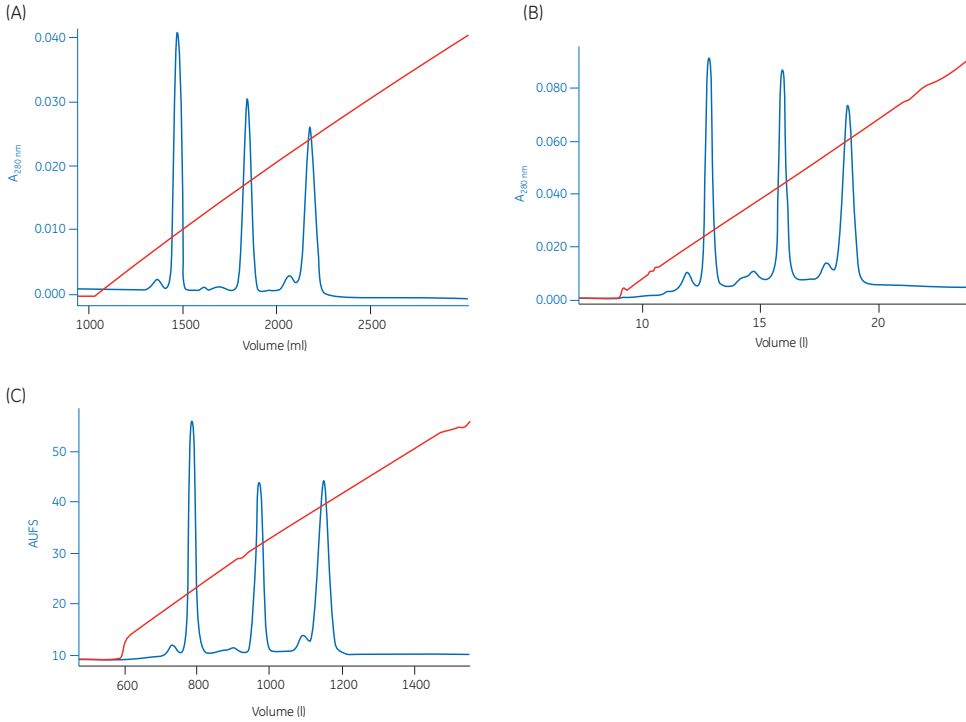 (A)
0.040
0.030
0.020
0.010
0.000
A280 nm
1000 1500 2000 2500
Volume (ml)
(B)
0.080
0.060
0.040
0.020
0.000
A280 nm
10 15 20
Volume (l)
(C)
50
40
30
20
10
AUFS
600 800 1000 1200 1400
Volume (l)